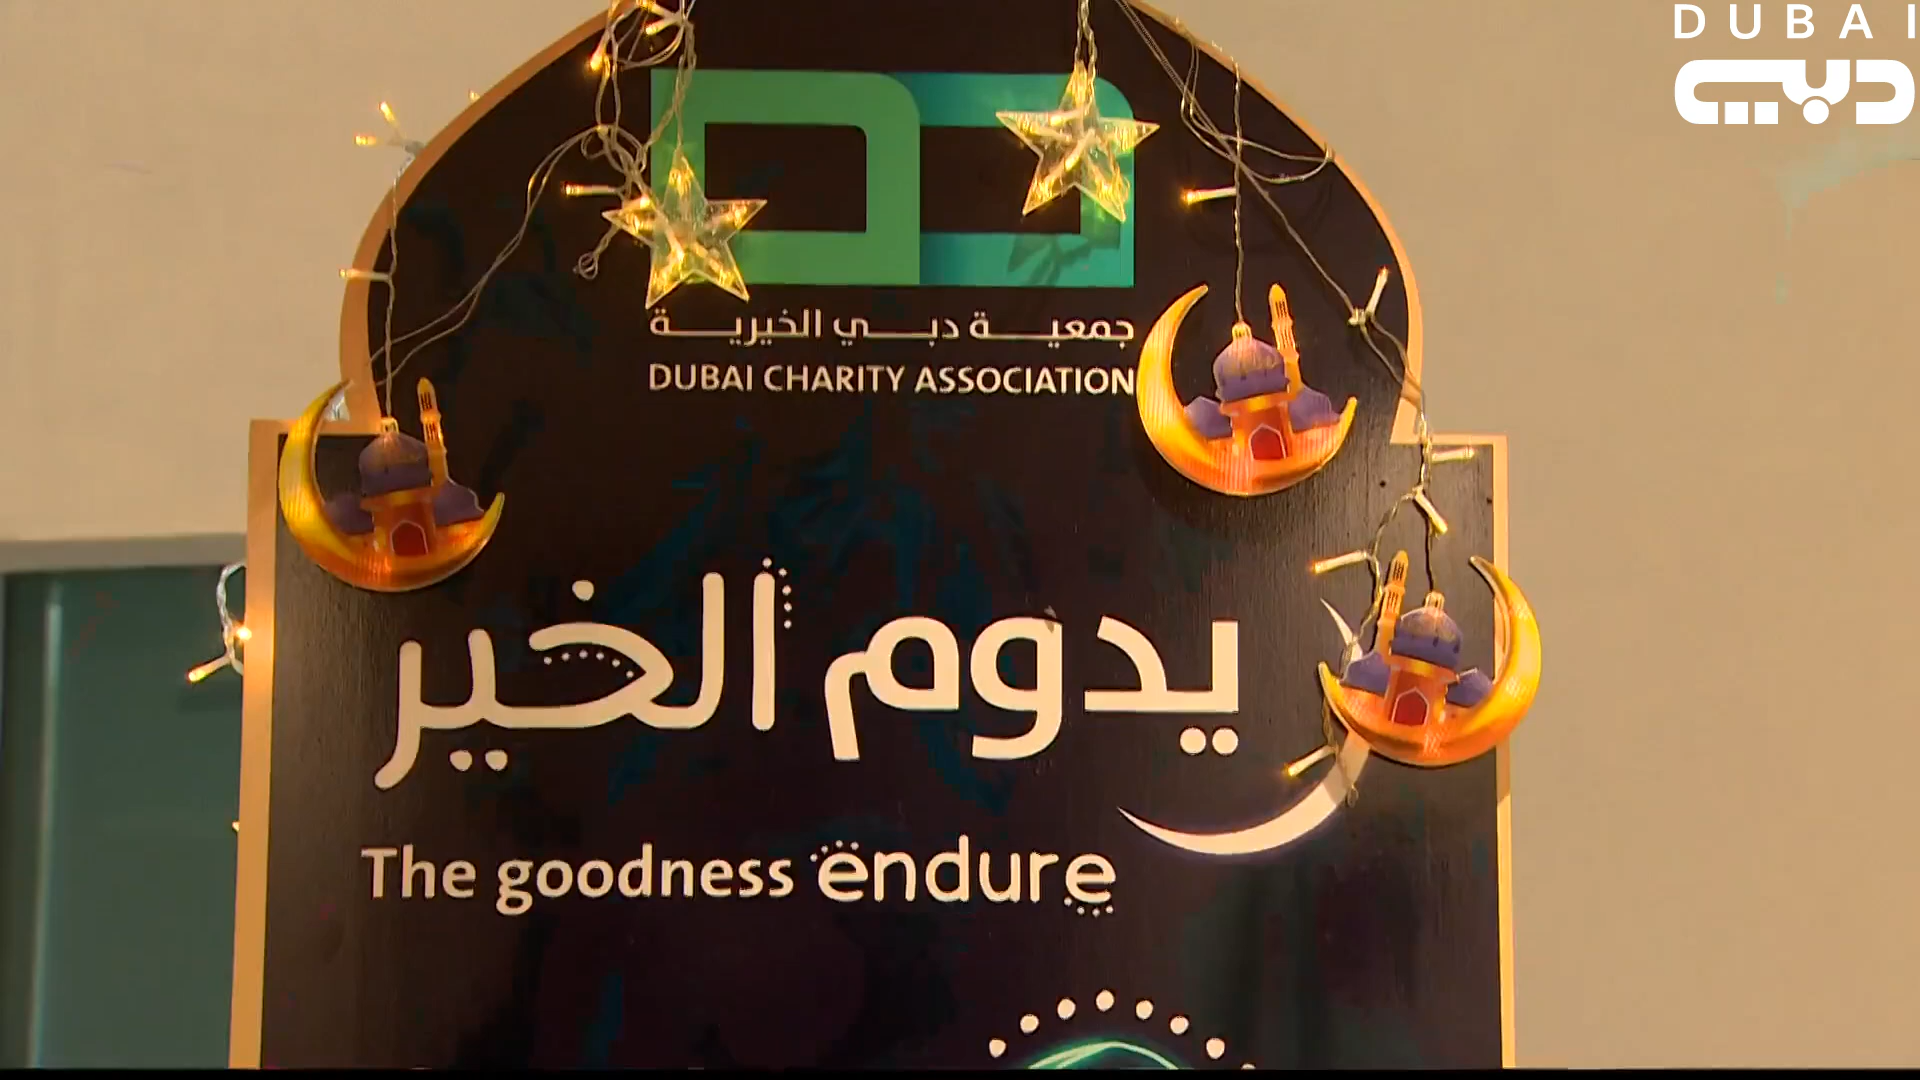 DUBAI
دبي
جمعية دبي الخيرية
DUBAI CHARITY ASSOCIATION
يدوم الخير
The goodness endure